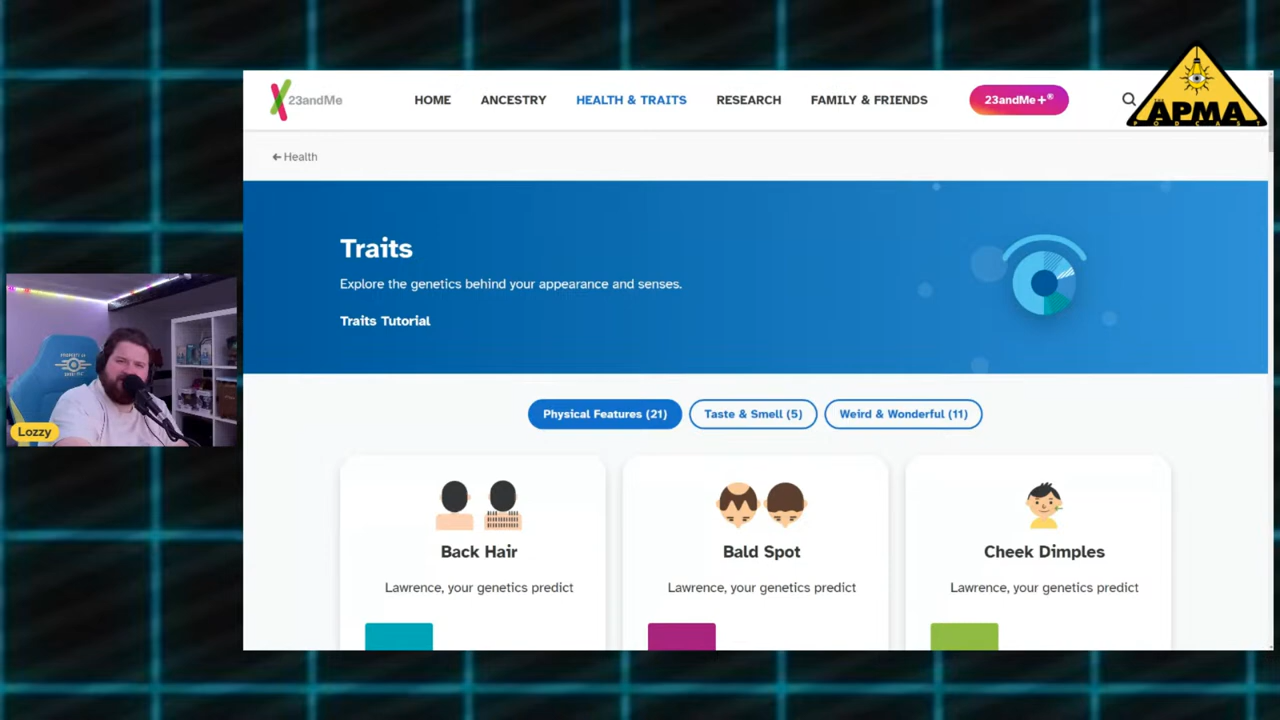 23andMe
HOME
ANCESTRY
HEALTH & TRAITS
RESEARCH
FAMILY & FRIENDS
23andMe+®
THE
APMA
PODCAST
← Health
Traits
Explore the genetics behind your appearance and senses.
Traits Tutorial
Lozzy
Physical Features (21)
Taste & Smell (5)
Weird & Wonderful (11)
Back Hair
Lawrence, your genetics predict
Bald Spot
Lawrence, your genetics predict
Cheek Dimples
Lawrence, your genetics predict